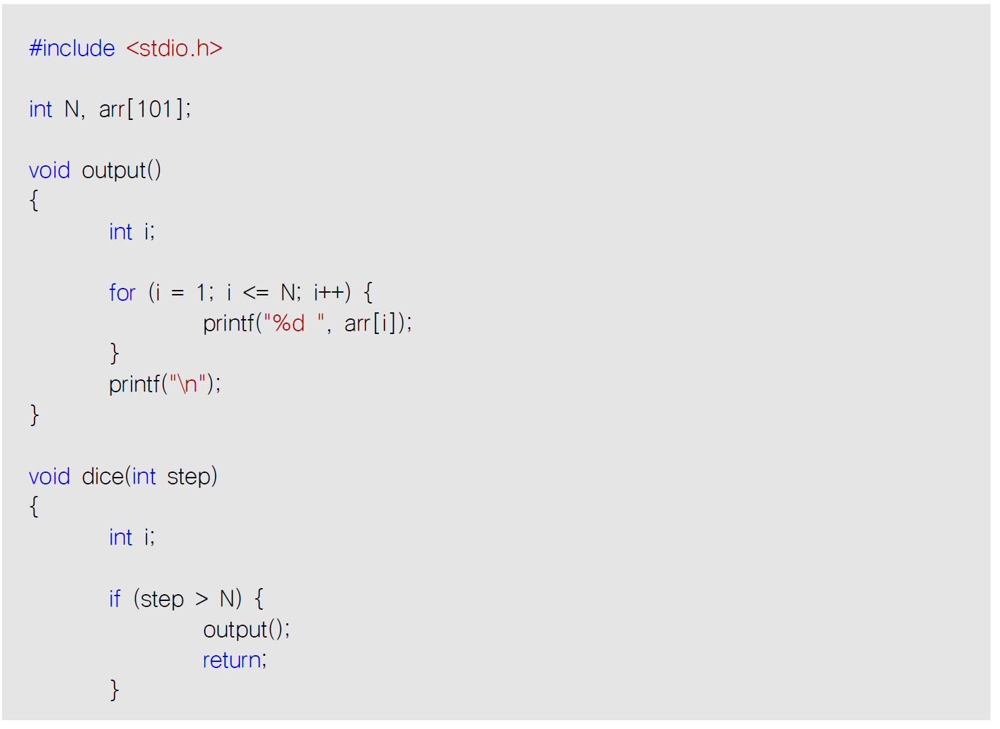 #include <stdio.h>
int N, arr[101];
void output()
{
int i;
for (i = 1; i <= N; i++) {
printf("%d ", arr[i]);
}
printf("\n");
}
void dice(int step)
{
int i;
if (step > N) {
output();
return;
}